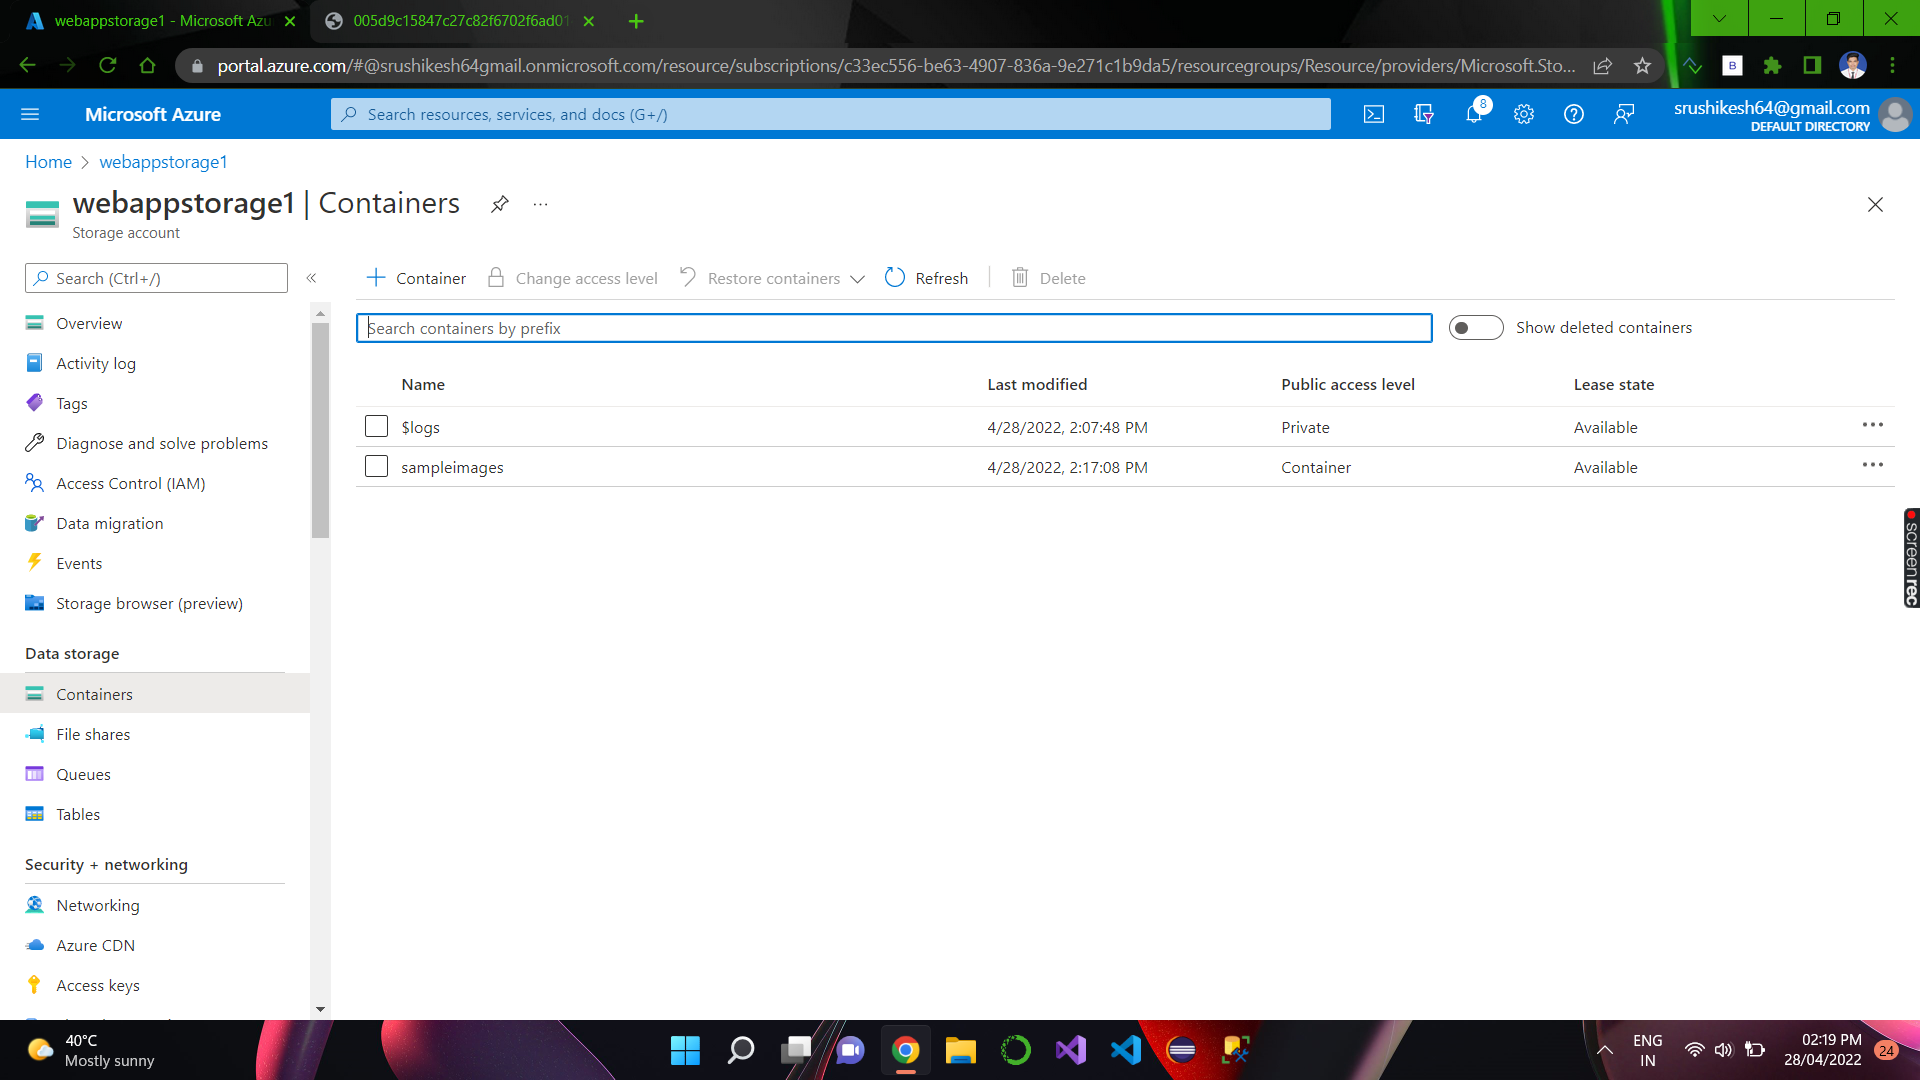 webappstorage1 - Microsoft Azu
005d9c15847c27c82f6702f6ad01
portal.azure.com/#@srushikesh64gmail.onmicrosoft.com/resource/subscriptions/c33ec556-be63-4907-836a-9e271c1b9da5/resourcegroups/Resource/providers/Microsoft.Sto...
B
Microsoft Azure
Search resources, services, and docs (G+/)
8
srushikesh64@gmail.com
DEFAULT DIRECTORY
Home > webappstorage1
webappstorage1 | Containers
Storage account
Search (Ctrl+/)
Container
Change access level
Restore containers
Refresh
Delete
Search containers by prefix
Show deleted containers
Name Last modified Public access level Lease state
$logs 4/28/2022, 2:07:48 PM Private Available
sampleimages 4/28/2022, 2:17:08 PM Container Available
Overview
Activity log
Tags
Diagnose and solve problems
Access Control (IAM)
Data migration
Events
Storage browser (preview)
Data storage
Containers
File shares
Queues
Tables
Security + networking
Networking
Azure CDN
Access keys
screenrec
40°C
Mostly sunny
ENG
IN
02:19 PM
28/04/2022
24